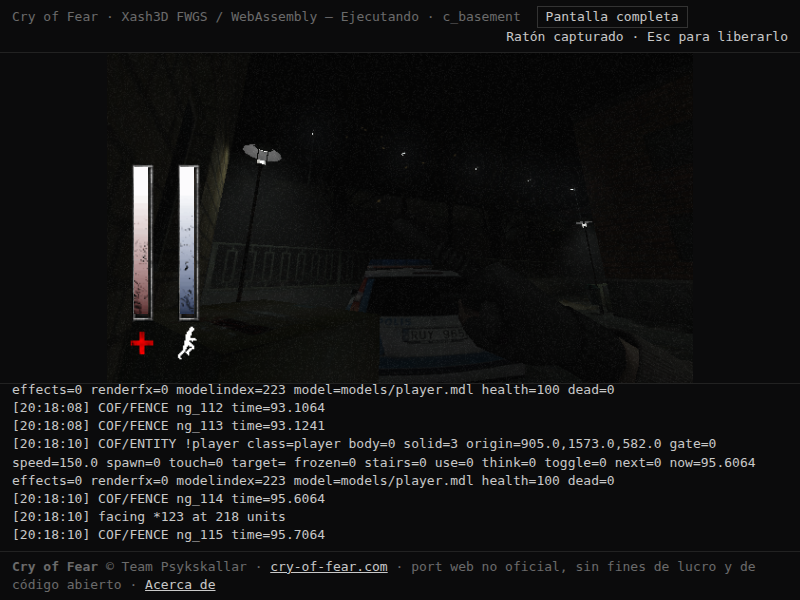 Cry of Fear · Xash3D FWGS / WebAssembly — Ejecutando · c_basement
Pantalla completa
Ratón capturado · Esc para liberarlo
effects=0 renderfx=0 modelindex=223 model=models/player.mdl health=100 dead=0
[20:18:08] COF/FENCE ng_112 time=93.1064
[20:18:08] COF/FENCE ng_113 time=93.1241
[20:18:10] COF/ENTITY !player class=player body=0 solid=3 origin=905.0,1573.0,582.0 gate=0
speed=150.0 spawn=0 touch=0 target= frozen=0 stairs=0 use=0 think=0 toggle=0 next=0 now=95.6064
effects=0 renderfx=0 modelindex=223 model=models/player.mdl health=100 dead=0
[20:18:10] COF/FENCE ng_114 time=95.6064
[20:18:10] facing *123 at 218 units
[20:18:10] COF/FENCE ng_115 time=95.7064
Cry of Fear © Team Psykskallar · cry-of-fear.com · port web no oficial, sin fines de lucro y de
código abierto · Acerca de